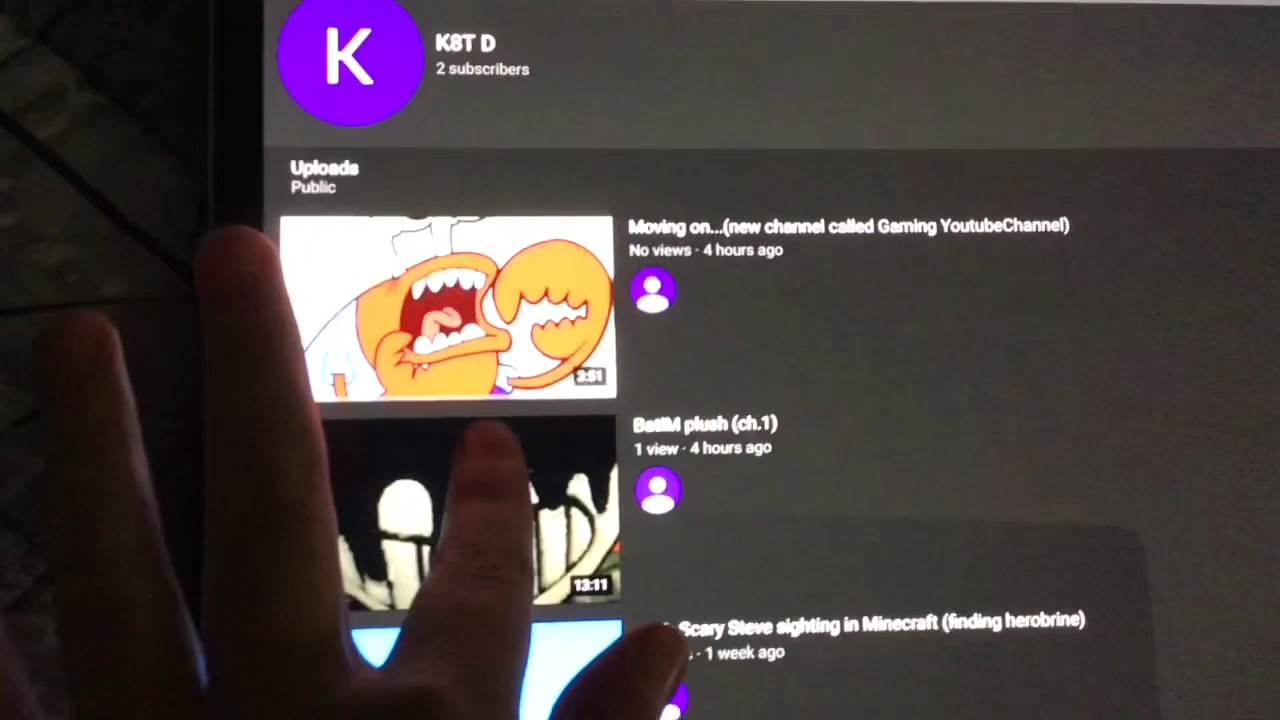 K
K8T D
2 subscribers
Uploads
Public
Moving on...(new channel called Gaming YoutubeChannel)
No views · 4 hours ago
3:51
BatIM plush (ch.1)
1 view · 4 hours ago
13:11
Scary Steve sighting in Minecraft (finding herobrine)
· 1 week ago